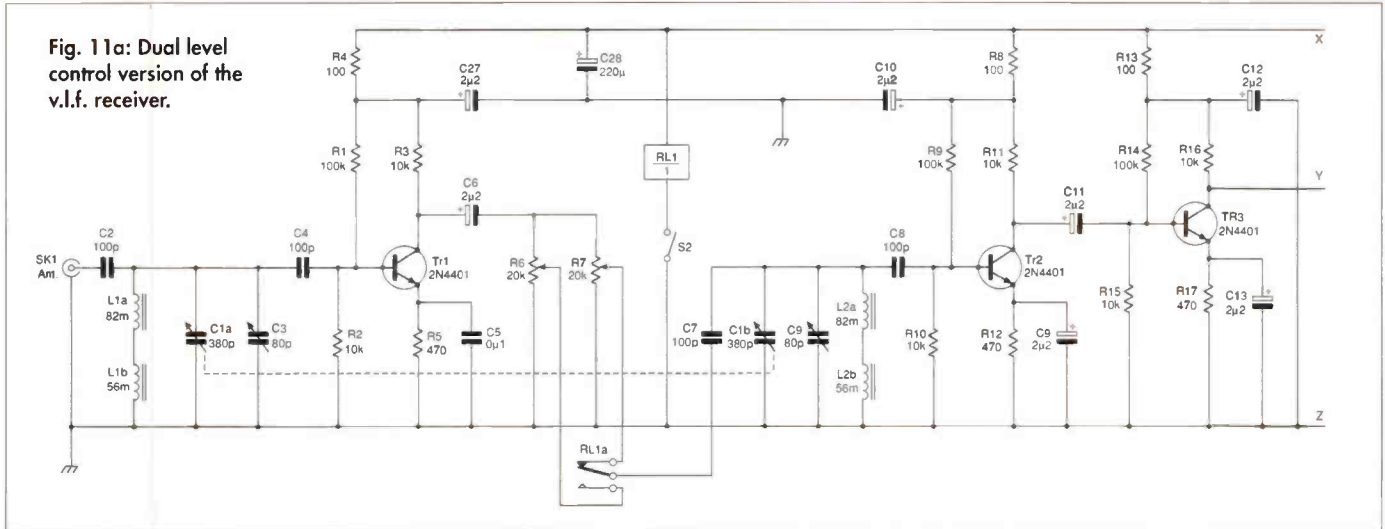 Fig. 11a: Dual level
control version of the
v.l.f. receiver.
R4
100
C27
2µ2
C28
220µ
C10
2µ2
R8
100
R13
100
C12
2µ2
X
R1
100k
R3
10k
RL1
1
R9
100k
R11
10k
R14
100k
R16
10k
C6
2µ2
C11
2µ2
Y
SK1
Ant.
C2
100p
C4
100p
Tr1
2N4401
R6
20k
R7
20k
S2
C8
100p
Tr2
2N4401
TR3
2N4401
L1a
82m
C1a
380p
C3
80p
R2
10k
R5
470
C5
0µ1
C7
100p
C1b
380p
C9
80p
L2a
82m
R10
10k
R12
470
C9
2µ2
R15
10k
R17
470
C13
2µ2
L1b
56m
L2b
56m
Z
RL1a